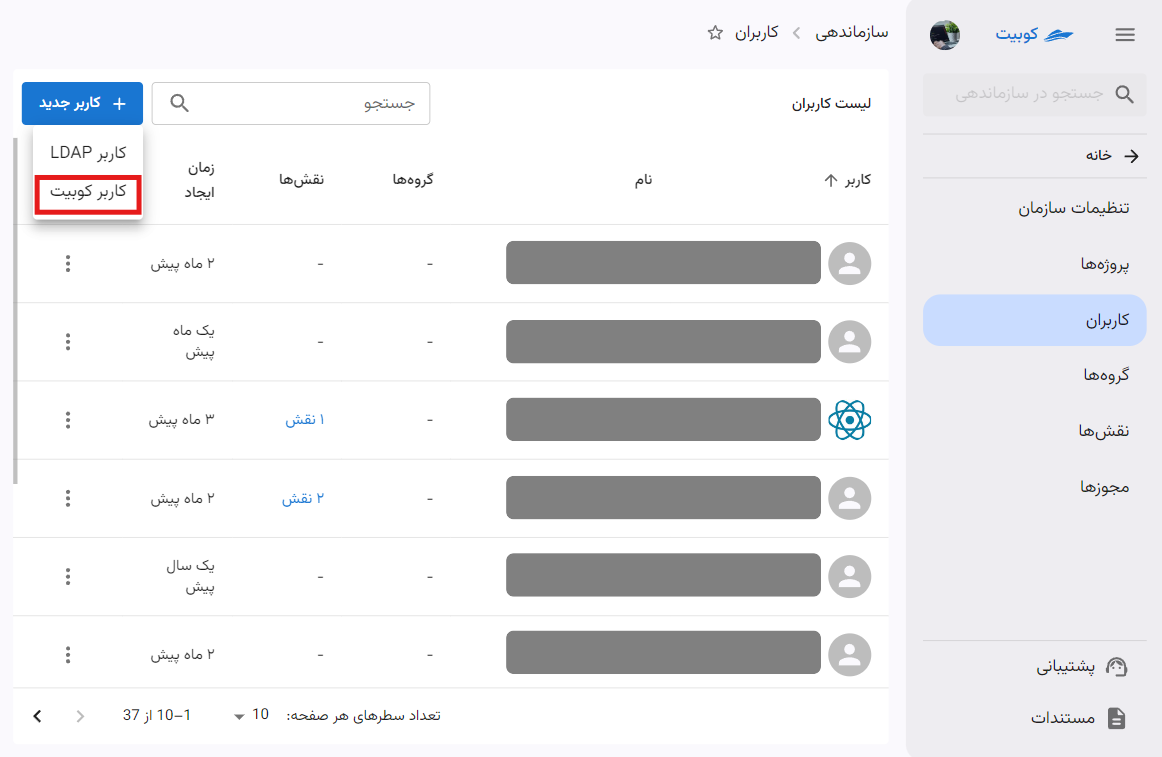 کوبیت
جستجو در سازماندهی
خانه
تنظیمات سازمان
پروژه‌ها
کاربران
گروه‌ها
نقش‌ها
مجوزها
پشتیبانی
مستندات
سازماندهی
کاربران
لیست کاربران
جستجو
کاربر جدید
کاربر LDAP
کاربر کوبیت
کاربر
نام
گروه‌ها
نقش‌ها
زمان
ایجاد
- - ۲ ماه پیش
- - یک ماه
پیش
- ۱ نقش ۳ ماه پیش
- ۲ نقش ۲ ماه پیش
- - یک سال
پیش
- - ۲ ماه پیش
تعداد سطرهای هر صفحه: 10 1–10 از 37